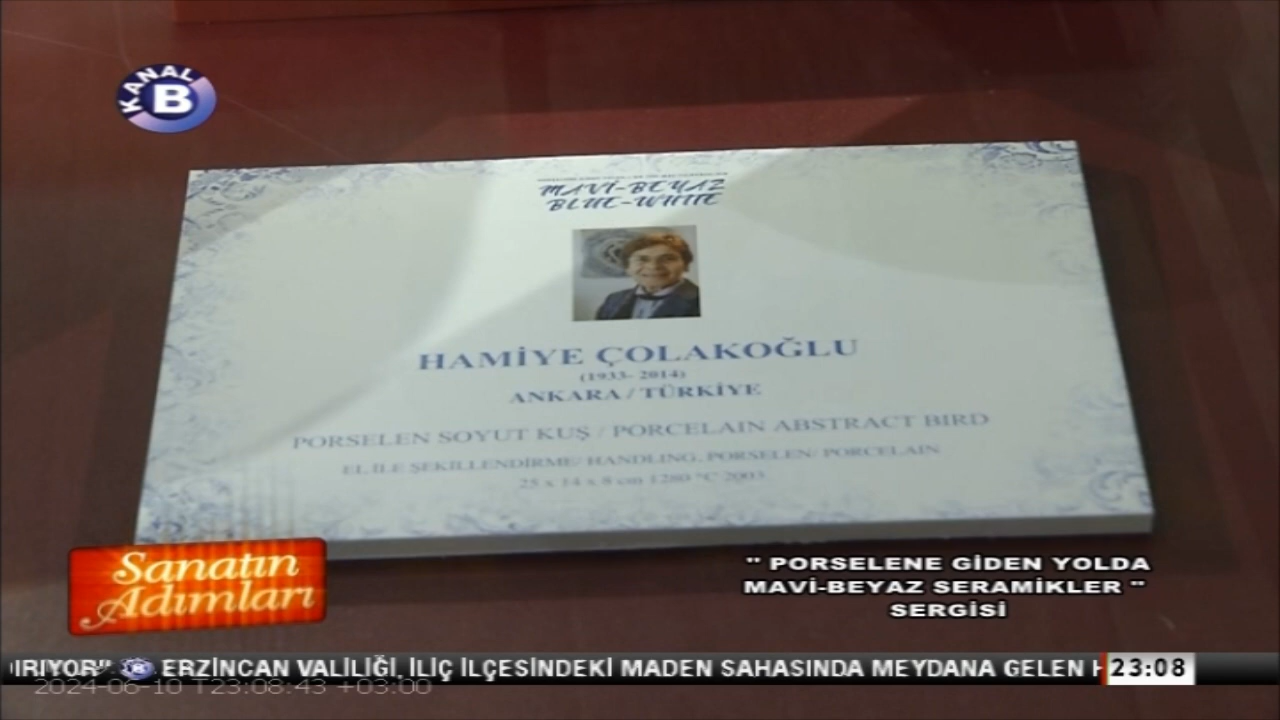 KANAL
B
MAVİ-BEYAZ
BLUE-WHITE
HAMİYE ÇOLAKOĞLU
(1933- 2014)
ANKARA / TÜRKİYE
PORSELEN SOYUT KUŞ / PORCELAIN ABSTRACT BIRD
EL İLE ŞEKİLLENDİRME/ HANDLING, PORSELEN/ PORCELAIN
25 x 14 x 8 cm 1280 °C 2003
Sanatın
Adımları
" PORSELENE GİDEN YOLDA
MAVİ-BEYAZ SERAMİKLER "
SERGİSİ
DIRIYOR" B ERZİNCAN VALİLİĞİ, İLİÇ İLÇESİNDEKİ MADEN SAHASINDA MEYDANA GELEN H
23:08
2024-06-10 T23:08:43 +03:00